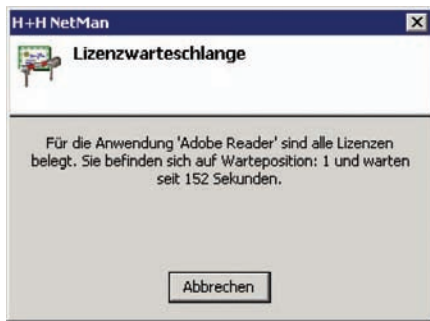 H+H NetMan
Lizenzwarteschlange
Für die Anwendung 'Adobe Reader' sind alle Lizenzen
belegt. Sie befinden sich auf Warteposition: 1 und warten
seit 152 Sekunden.
Abbrechen